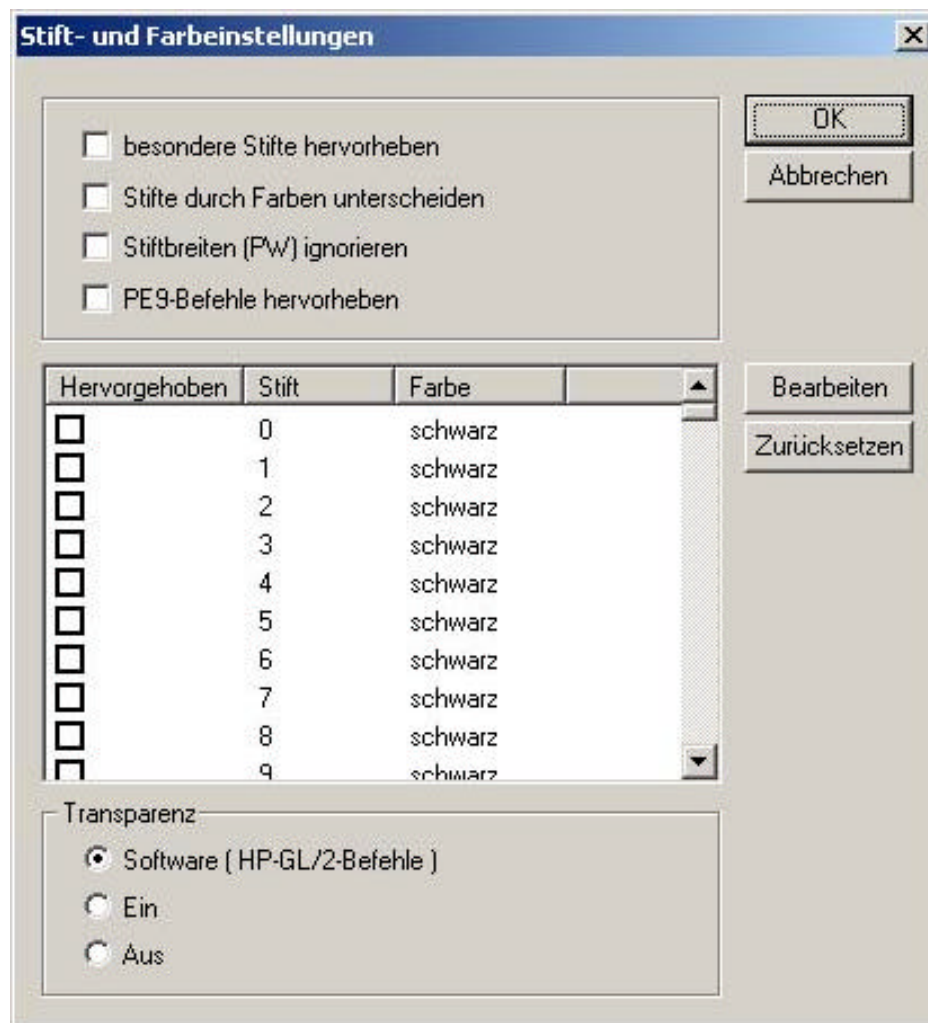 Stift- und Farbeinstellungen
besondere Stifte hervorheben
Stifte durch Farben unterscheiden
Stiftbreiten (PW) ignorieren
PE9-Befehle hervorheben
OK
Abbrechen
Hervorgehoben Stift Farbe
0 schwarz
1 schwarz
2 schwarz
3 schwarz
4 schwarz
5 schwarz
6 schwarz
7 schwarz
8 schwarz
9 schwarz
Bearbeiten
Zurücksetzen
Transparenz
Software ( HP-GL/2-Befehle )
Ein
Aus